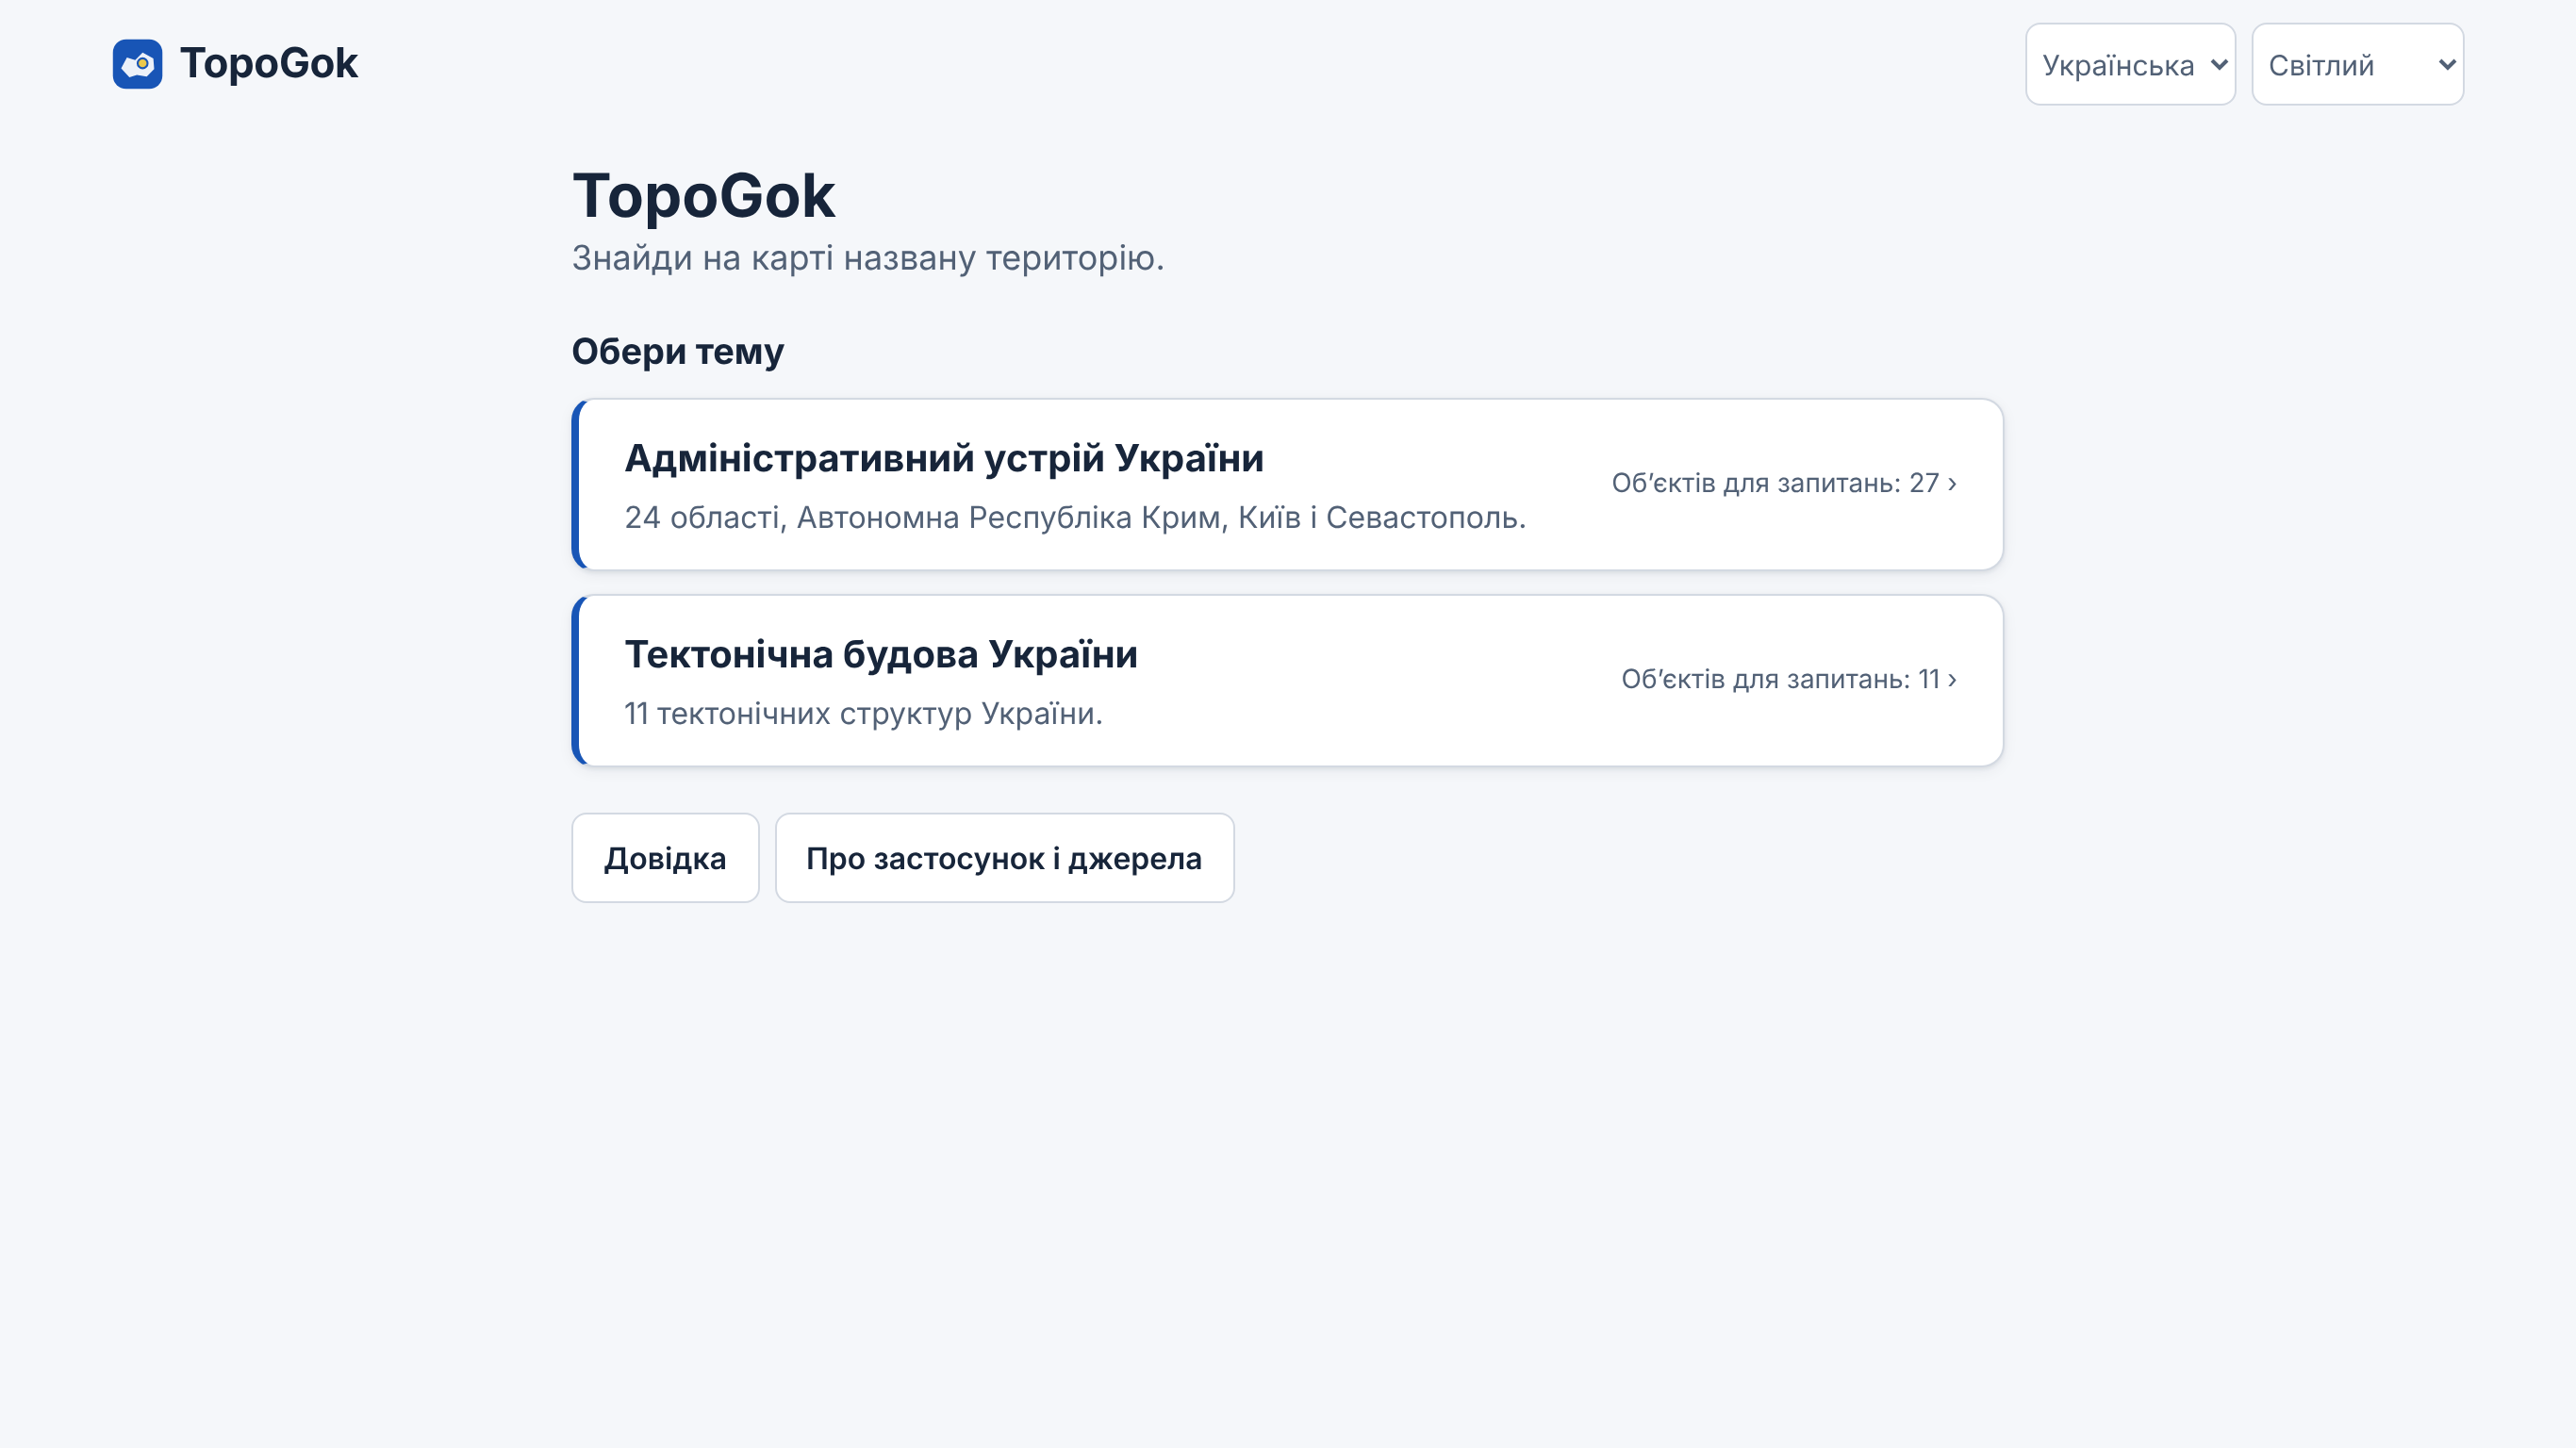 TopoGok
Українська
Світлий
TopoGok
Знайди на карті названу територію.
Обери тему
Адміністративний устрій України
24 області, Автономна Республіка Крим, Київ і Севастополь.
Об’єктів для запитань: 27 ›
Тектонічна будова України
11 тектонічних структур України.
Об’єктів для запитань: 11 ›
Довідка
Про застосунок і джерела